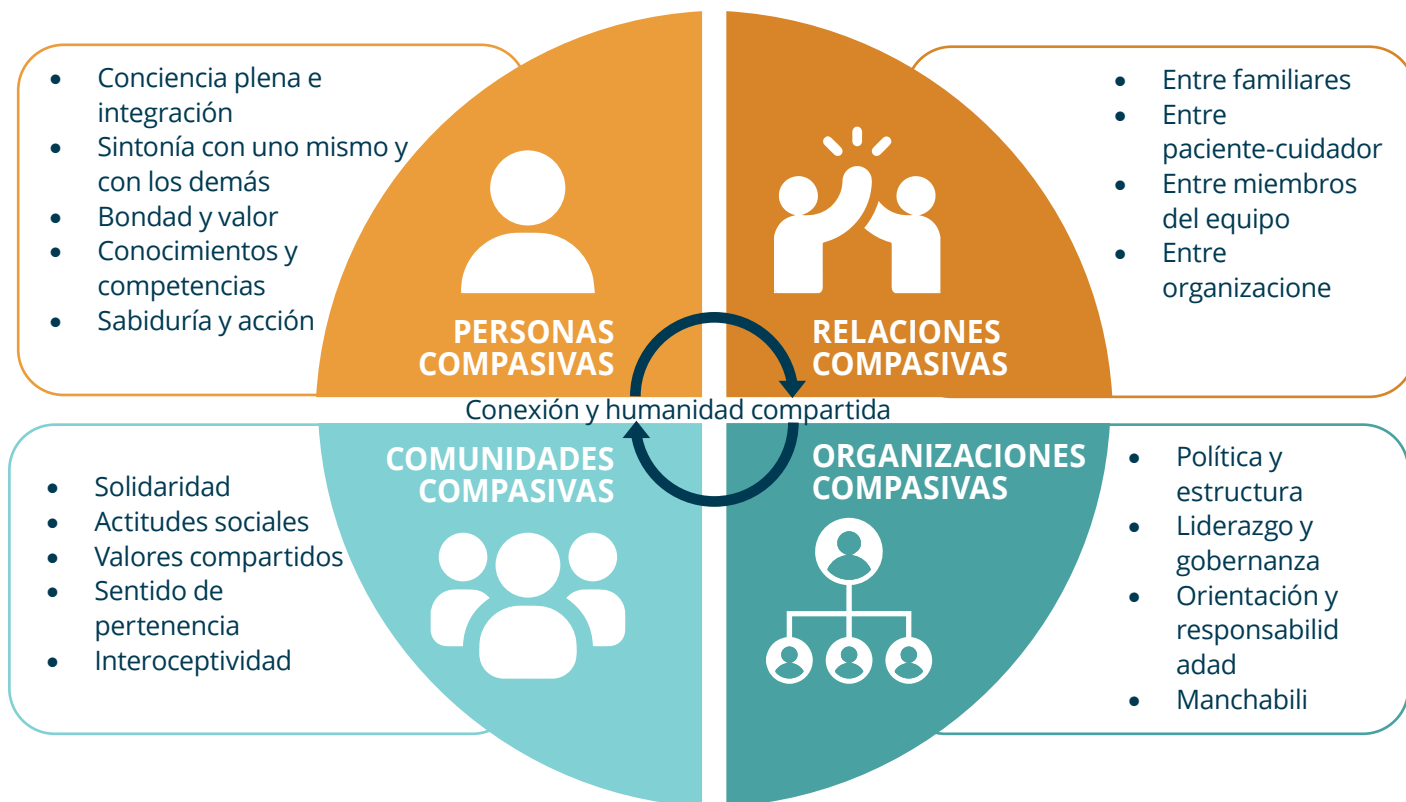 • Conciencia plena e
integración
• Sintonía con uno mismo y
con los demás
• Bondad y valor
• Conocimientos y
competencias
• Sabiduría y acción
PERSONAS
COMPASIVAS
RELACIONES
COMPASIVAS
• Entre familiares
• Entre
paciente-cuidador
• Entre miembros
del equipo
• Entre
organizacione
Conexión y humanidad compartida
• Solidaridad
• Actitudes sociales
• Valores compartidos
• Sentido de
pertenencia
• Interoceptividad
COMUNIDADES
COMPASIVAS
ORGANIZACIONES
COMPASIVAS
• Política y
estructura
• Liderazgo y
gobernanza
• Orientación y
responsabilid
adad
• Manchabili